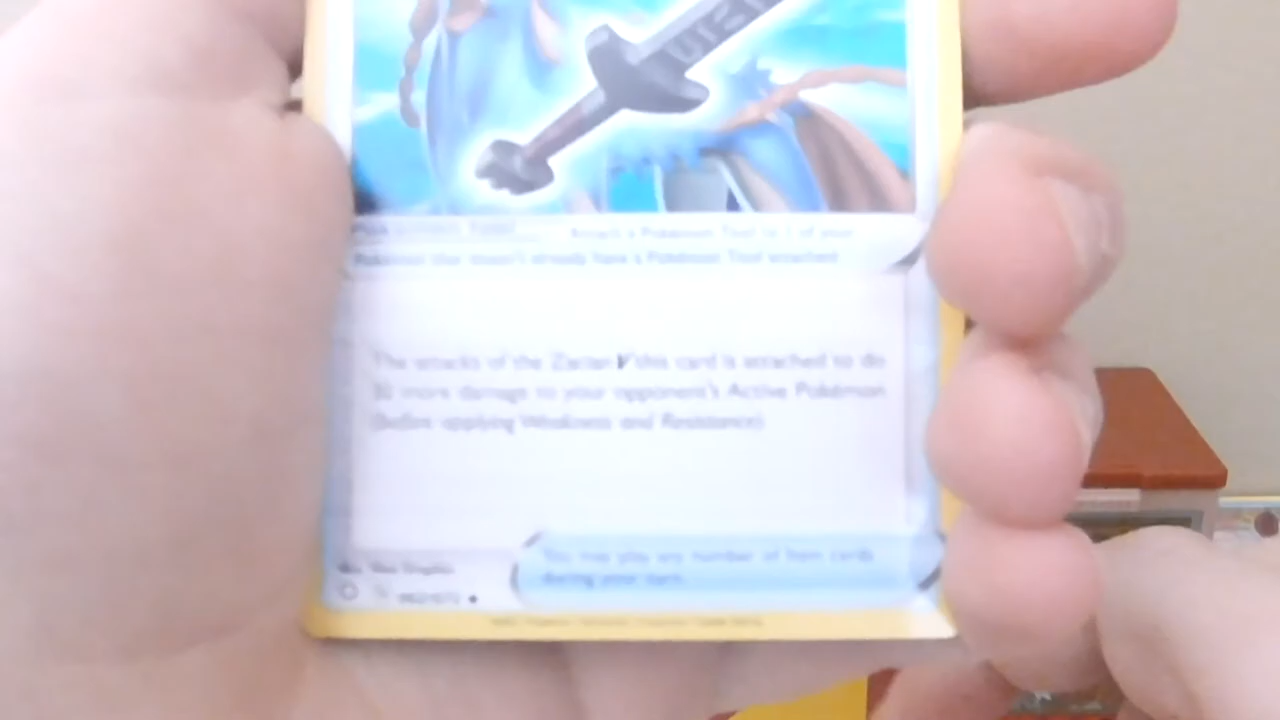 Attach a Pokémon Tool to 1 of your
Pokémon that doesn't already have a Pokémon Tool attached.
The attacks of the Zacian V this card is attached to do
30 more damage to your opponent's Active Pokémon
(before applying Weakness and Resistance).
You may play any number of Item cards
during your turn.
062/072